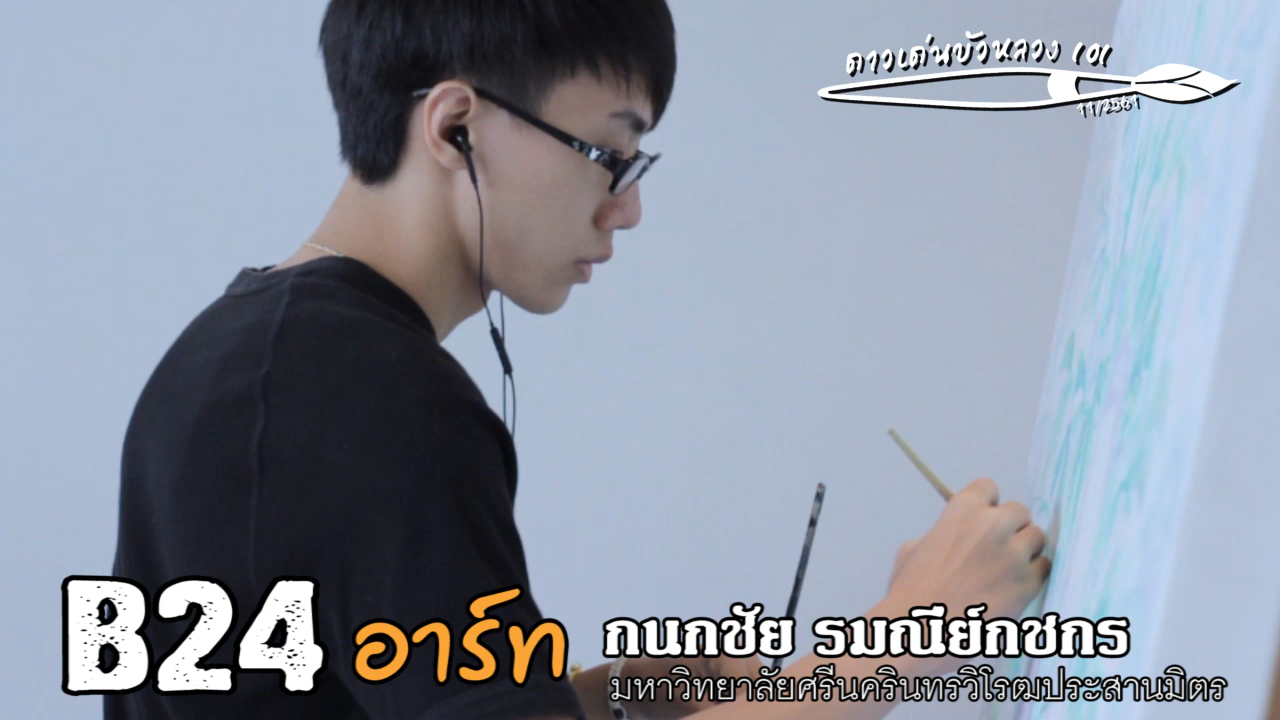 ดาวเด่นบัวหลวง 101
11/2561
B24 อาร์ท กนกชัย รมณีย์กชกร
มหาวิทยาลัยศรีนครินทรวิโรฒประสานมิตร